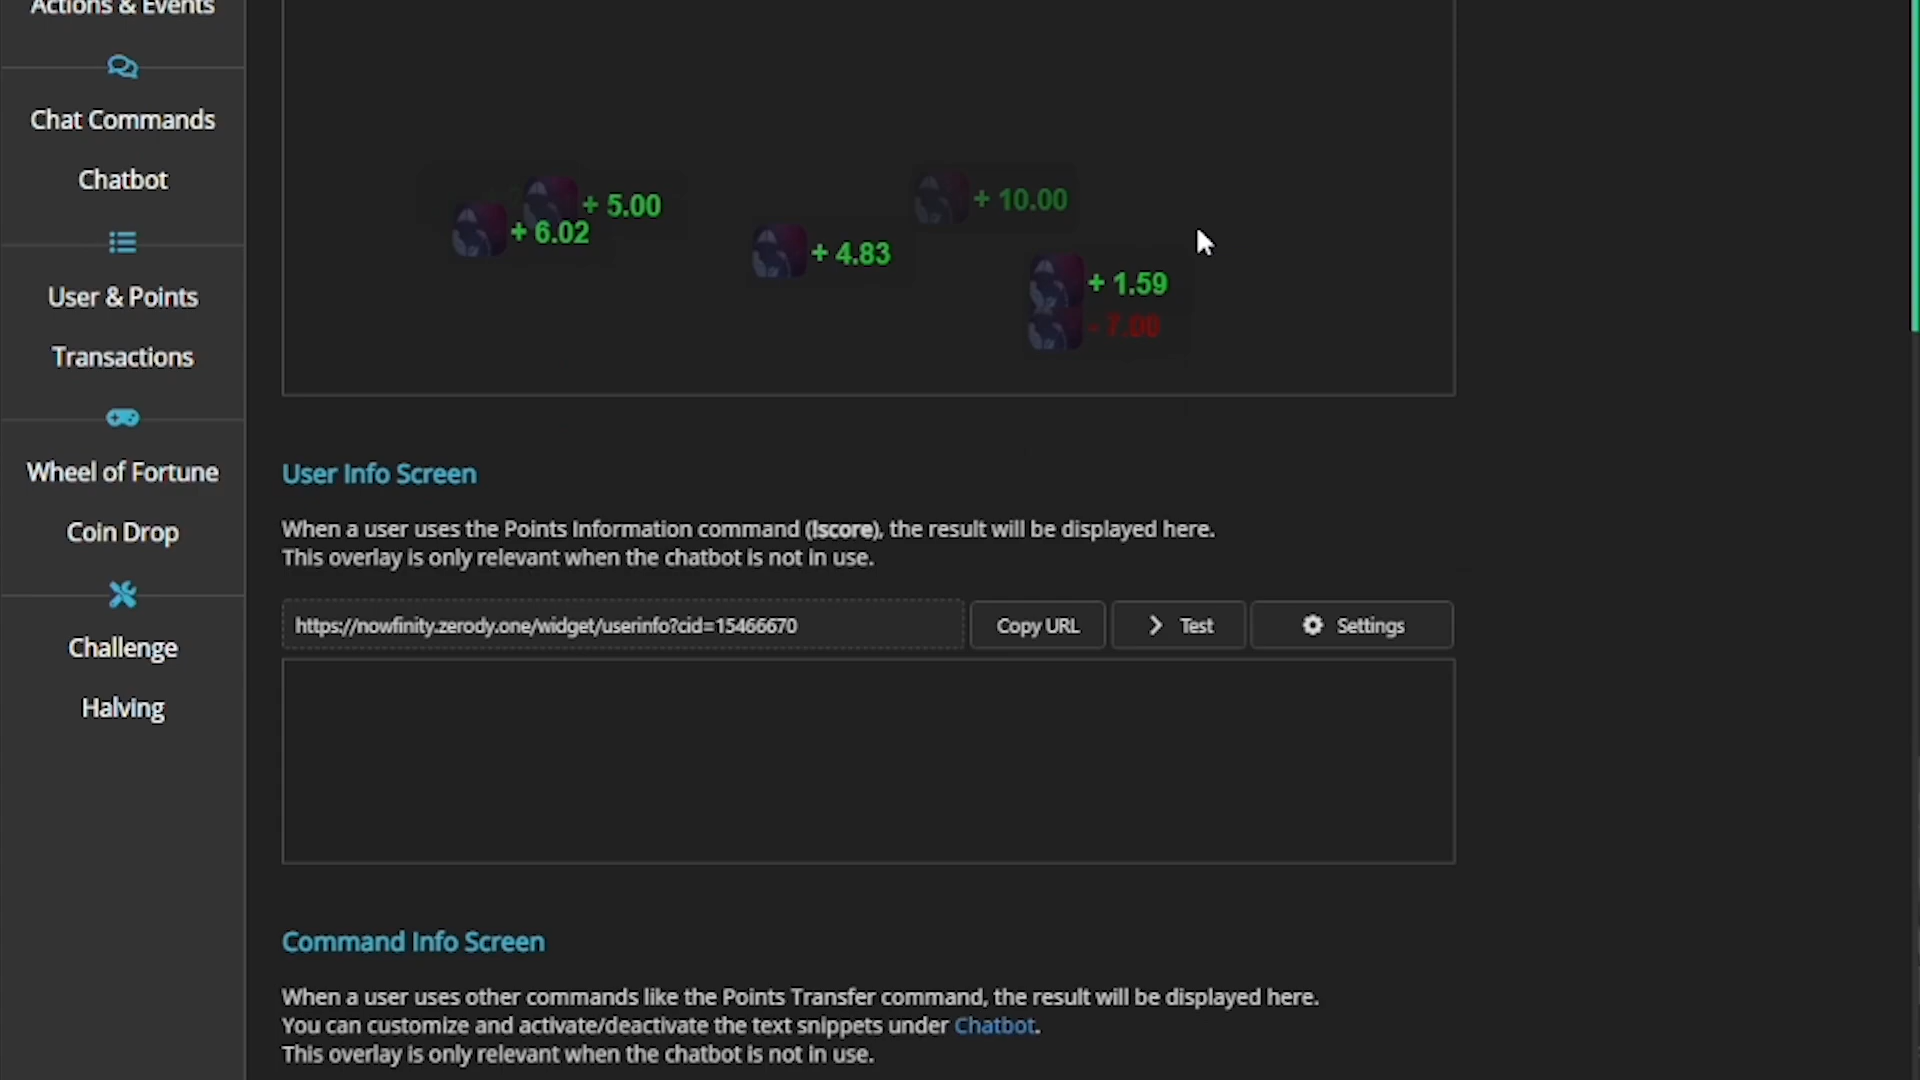 Actions & Events
Chat Commands
Chatbot
User & Points
Transactions
Wheel of Fortune
Coin Drop
Challenge
Halving
+ 5.00
+ 6.02
+ 10.00
+ 4.83
+ 1.59
- 7.00
User Info Screen
When a user uses the Points Information command (!score), the result will be displayed here.
This overlay is only relevant when the chatbot is not in use.
https://nowfinity.zerody.one/widget/userinfo?cid=15466670
Copy URL
Test
Settings
Command Info Screen
When a user uses other commands like the Points Transfer command, the result will be displayed here.
You can customize and activate/deactivate the text snippets under Chatbot.
This overlay is only relevant when the chatbot is not in use.